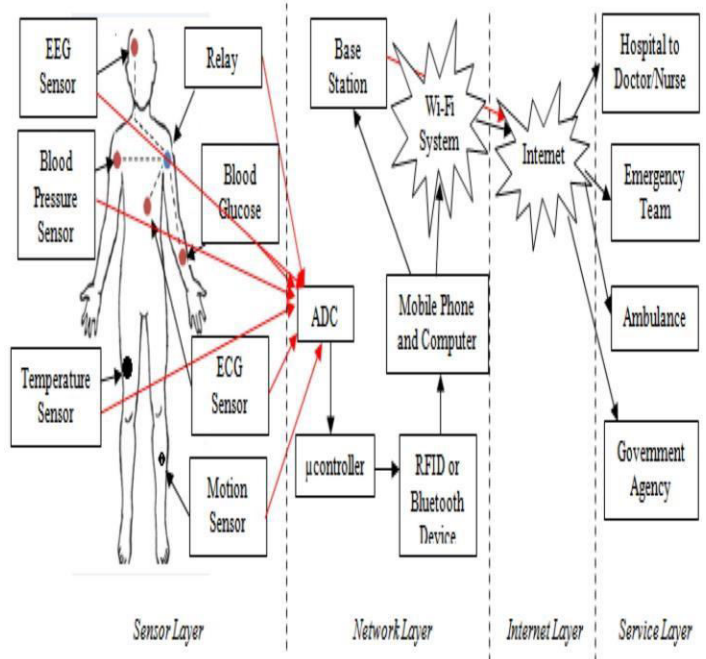 EEG
Sensor
Relay
Blood
Pressure
Sensor
Blood
Glucose
Temperature
Sensor
ECG
Sensor
Motion
Sensor
Base
Station
Wi-Fi
System
ADC
Mobile Phone
and Computer
µcontroller
RFID or
Bluetooth
Device
Internet
Hospital to
Doctor/Nurse
Emergency
Team
Ambulance
Government
Agency
Sensor Layer
Network Layer
Internet Layer
Service Layer